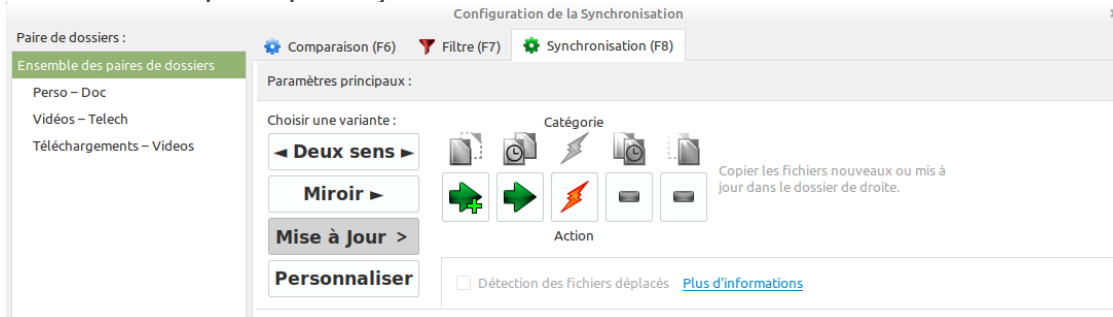 Configuration de la Synchronisation
Paire de dossiers :
Ensemble des paires de dossiers
Perso – Doc
Vidéos – Telech
Téléchargements – Videos
Comparaison (F6)
Filtre (F7)
Synchronisation (F8)
Paramètres principaux :
Choisir une variante :
◄ Deux sens ►
Miroir ►
Mise à Jour >
Personnaliser
Catégorie
Action
Copier les fichiers nouveaux ou mis à
jour dans le dossier de droite.
Détection des fichiers déplacés Plus d'informations